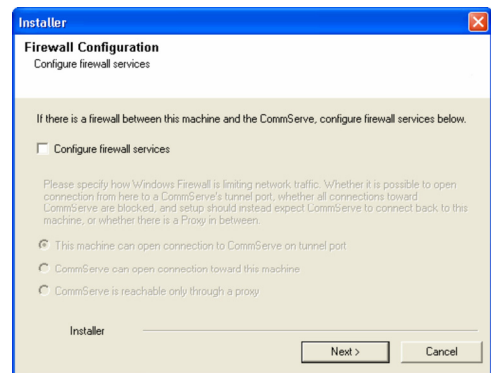 Installer
Firewall Configuration
Configure firewall services
If there is a firewall between this machine and the CommServe, configure firewall services below.
Configure firewall services
Please specify how Windows Firewall is limiting network traffic. Whether it is possible to open
connection from here to a CommServe's tunnel port, whether all connections toward
CommServe are blocked, and setup should instead expect CommServe to connect back to this
machine, or whether there is a Proxy in between.
This machine can open connection to CommServe on tunnel port
CommServe can open connection toward this machine
CommServe is reachable only through a proxy
Installer
Next >
Cancel